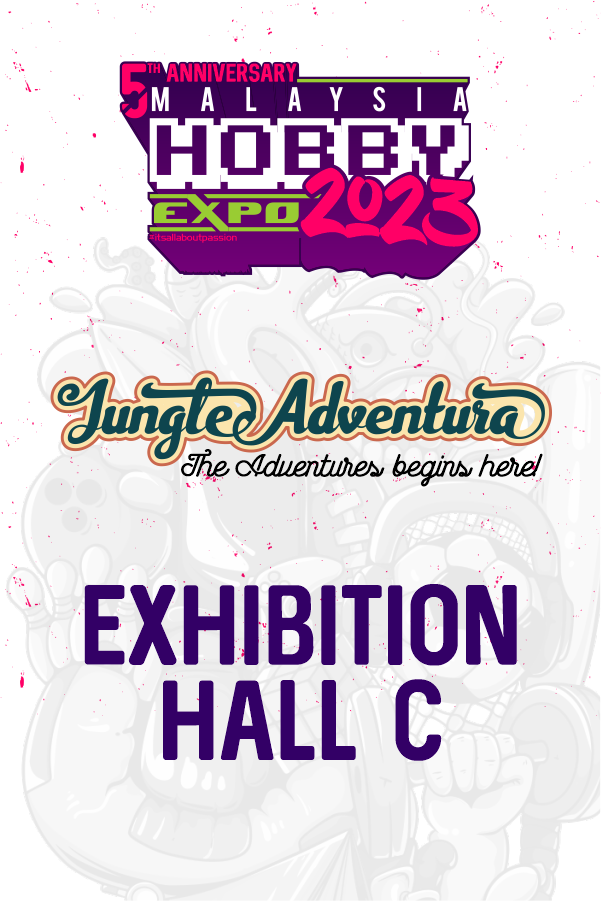 5TH ANNIVERSARY
MALAYSIA
HOBBY
EXPO 2023
#itsallaboutpassion
Jungle Adventura
The Adventures begins here!
EXHIBITION
HALL C